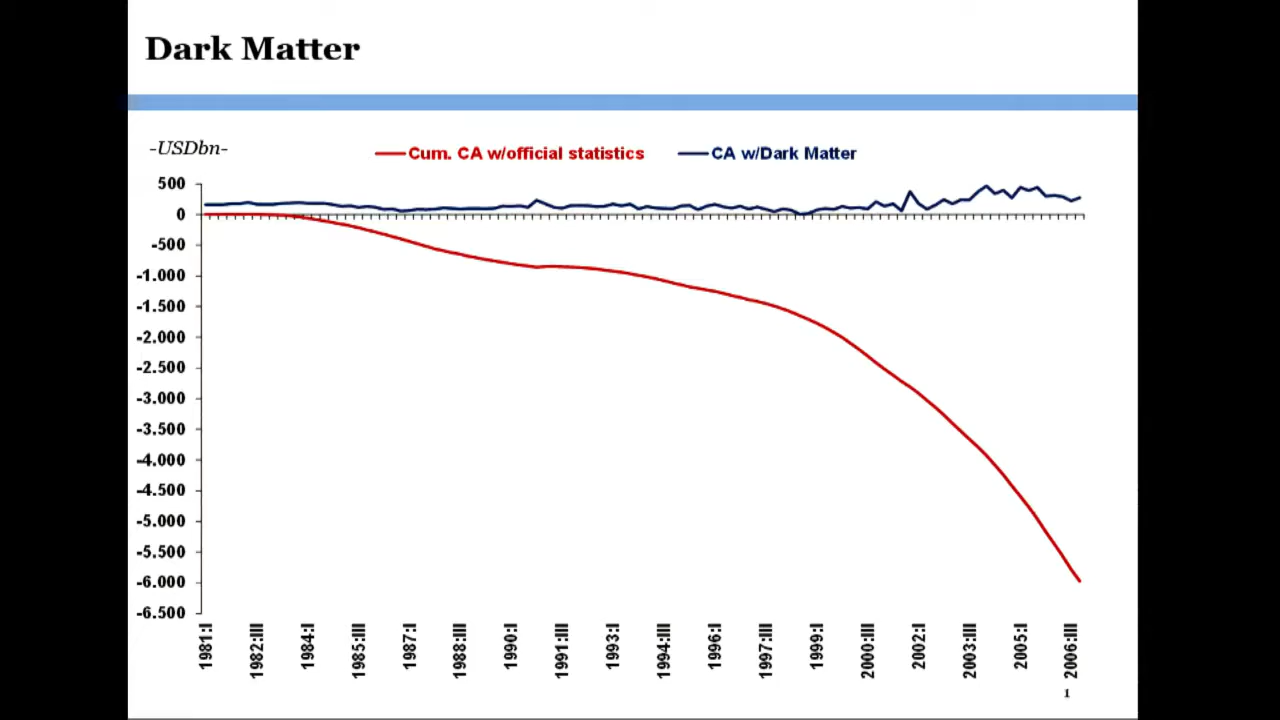 Dark Matter
-USDbn-
Cum. CA w/official statistics
CA w/Dark Matter
500
0
-500
-1.000
-1.500
-2.000
-2.500
-3.000
-3.500
-4.000
-4.500
-5.000
-5.500
-6.000
-6.500
1981:I
1982:III
1984:I
1985:III
1987:I
1988:III
1990:I
1991:III
1993:I
1994:III
1996:I
1997:III
1999:I
2000:III
2002:I
2003:III
2005:I
2006:III
1